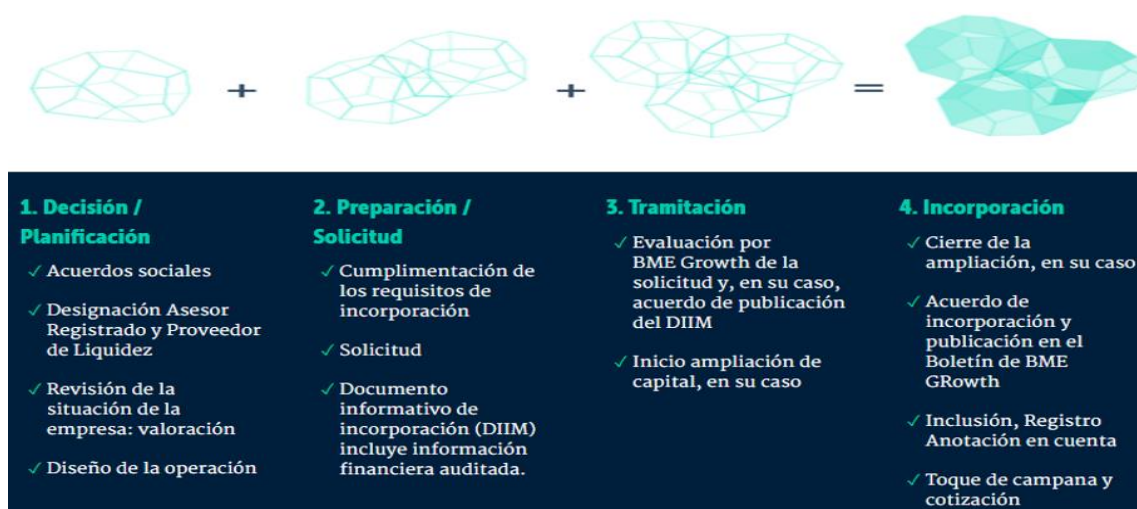 + + =
1. Decisión /
Planificación
✓ Acuerdos sociales
✓ Designación Asesor
Registrado y Proveedor
de Liquidez
✓ Revisión de la
situación de la
empresa: valoración
✓ Diseño de la operación
2. Preparación /
Solicitud
✓ Cumplimentación de
los requisitos de
incorporación
✓ Solicitud
✓ Documento
informativo de
incorporación (DIIM)
incluye información
financiera auditada.
3. Tramitación
✓ Evaluación por
BME Growth de la
solicitud y, en su caso,
acuerdo de publicación
del DIIM
✓ Inicio ampliación de
capital, en su caso
4. Incorporación
✓ Cierre de la
ampliación, en su caso
✓ Acuerdo de
incorporación y
publicación en el
Boletín de BME
GRowth
✓ Inclusión, Registro
Anotación en cuenta
✓ Toque de campana y
cotización